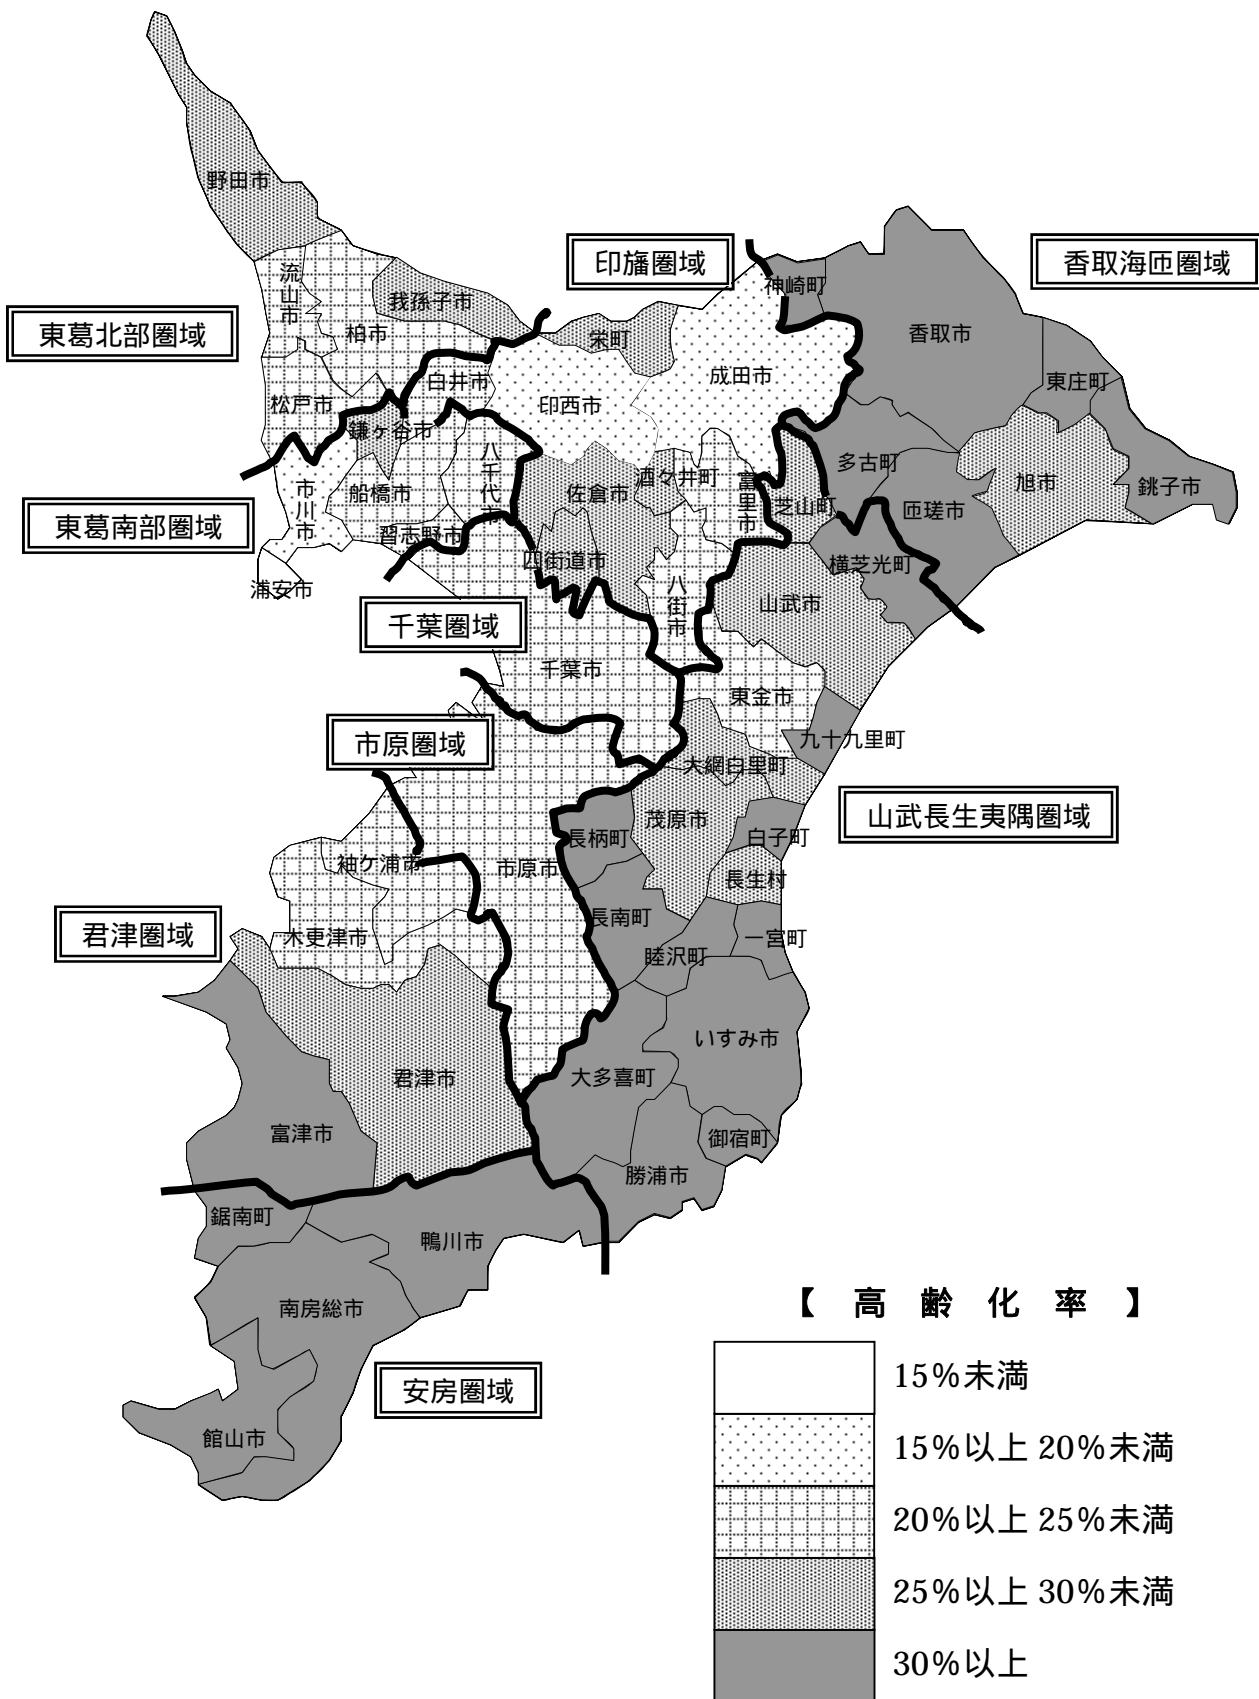 野田市
流山市
柏市
我孫子市
松戸市
東葛北部圏域
印旛圏域
香取海匝圏域
神崎町
香取市
栄町
成田市
白井市
印西市
東庄町
鎌ヶ谷市
船橋市
八千代市
市川市
習志野市
浦安市
東葛南部圏域
佐倉市
酒々井町
富里市
四街道市
八街市
多古町
芝山町
匝瑳市
旭市
銚子市
横芝光町
山武市
千葉圏域
千葉市
東金市
九十九里町
市原圏域
大網白里町
山武長生夷隅圏域
茂原市
白子町
長柄町
長生村
市原市
袖ケ浦市
長南町
一宮町
睦沢町
君津圏域
木更津市
いすみ市
大多喜町
君津市
富津市
御宿町
勝浦市
鋸南町
鴨川市
南房総市
安房圏域
館山市
【高齢化率】
15%未満
15%以上 20%未満
20%以上 25%未満
25%以上 30%未満
30%以上